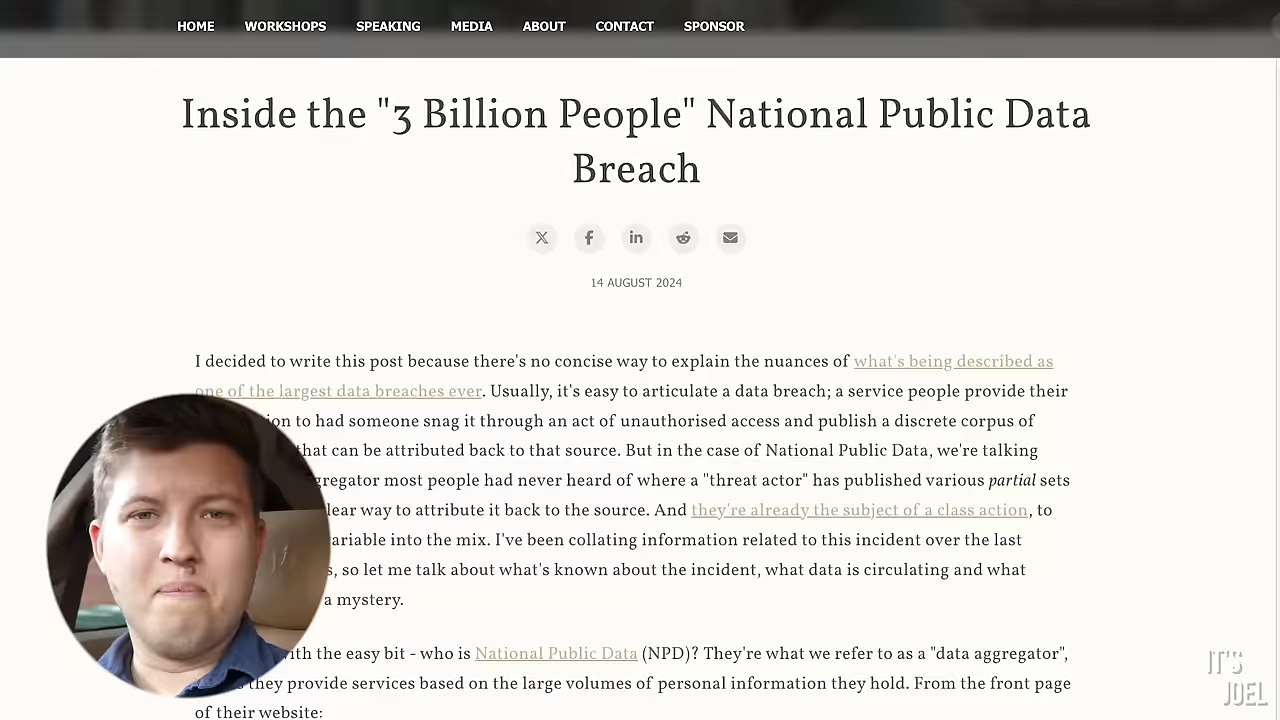 HOME WORKSHOPS SPEAKING MEDIA ABOUT CONTACT SPONSOR
Inside the "3 Billion People" National Public Data
Breach
14 AUGUST 2024
I decided to write this post because there's no concise way to explain the nuances of what's being described as
one of the largest data breaches ever. Usually, it's easy to articulate a data breach; a service people provide their
ion to had someone snag it through an act of unauthorised access and publish a discrete corpus of
that can be attributed back to that source. But in the case of National Public Data, we're talking
gregator most people had never heard of where a "threat actor" has published various partial sets
lear way to attribute it back to the source. And they're already the subject of a class action, to
ariable into the mix. I've been collating information related to this incident over the last
s, so let me talk about what's known about the incident, what data is circulating and what
a mystery.
ith the easy bit - who is National Public Data (NPD)? They're what we refer to as a "data aggregator",
they provide services based on the large volumes of personal information they hold. From the front page
of their website:
IT'S
JOEL